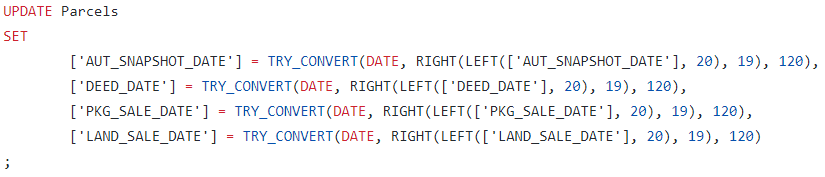 UPDATE Parcels
SET
['AUT_SNAPSHOT_DATE'] = TRY_CONVERT(DATE, RIGHT(LEFT(['AUT_SNAPSHOT_DATE'], 20), 19), 120),
['DEED_DATE'] = TRY_CONVERT(DATE, RIGHT(LEFT(['DEED_DATE'], 20), 19), 120),
['PKG_SALE_DATE'] = TRY_CONVERT(DATE, RIGHT(LEFT(['PKG_SALE_DATE'], 20), 19), 120),
['LAND_SALE_DATE'] = TRY_CONVERT(DATE, RIGHT(LEFT(['LAND_SALE_DATE'], 20), 19), 120)
;